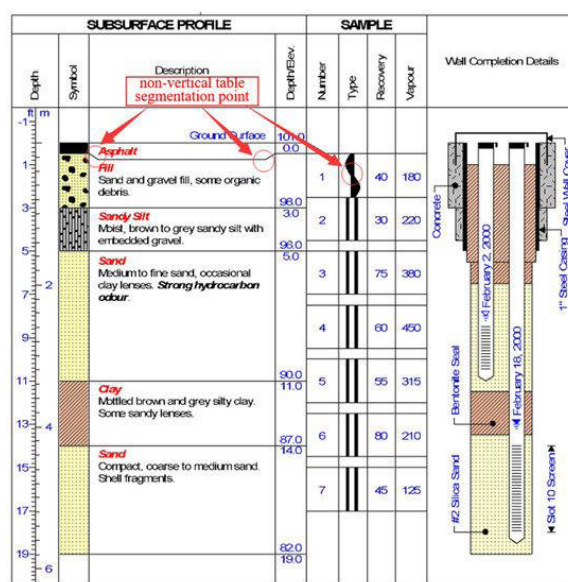 SUBSURFACE PROFILE
SAMPLE
Depth
Symbol
Description
Depth/Elev.
Number
Type
Recovery
Vapour
Wall Completion Details
non-vertical table
segmentation point
ft m
-1
1
3
5
7
9
11
13
15
17
19
2
4
6
Ground Surface
101.0
0.0
Asphalt
Fill
Sand and gravel fill, some organic
debris.
98.0
3.0
Sandy Silt
Moist, brown to grey sandy silt with
embedded gravel.
96.0
5.0
Sand
Medium to fine sand, occasional
clay lenses. Strong hydrocarbon
odour.
90.0
11.0
Clay
Mottled brown and grey silty clay.
Some sandy lenses.
87.0
14.0
Sand
Compact, coarse to medium sand.
Shell fragments.
82.0
19.0
1 40 180
2 30 220
3 75 380
4 60 450
5 55 315
6 80 210
7 45 125
Concrete
Steel Wall Cover
1" Steel Casing
February 2, 2000
February 18, 2000
Bentonite Seal
#2 Silica Sand
Slot 10 Screen